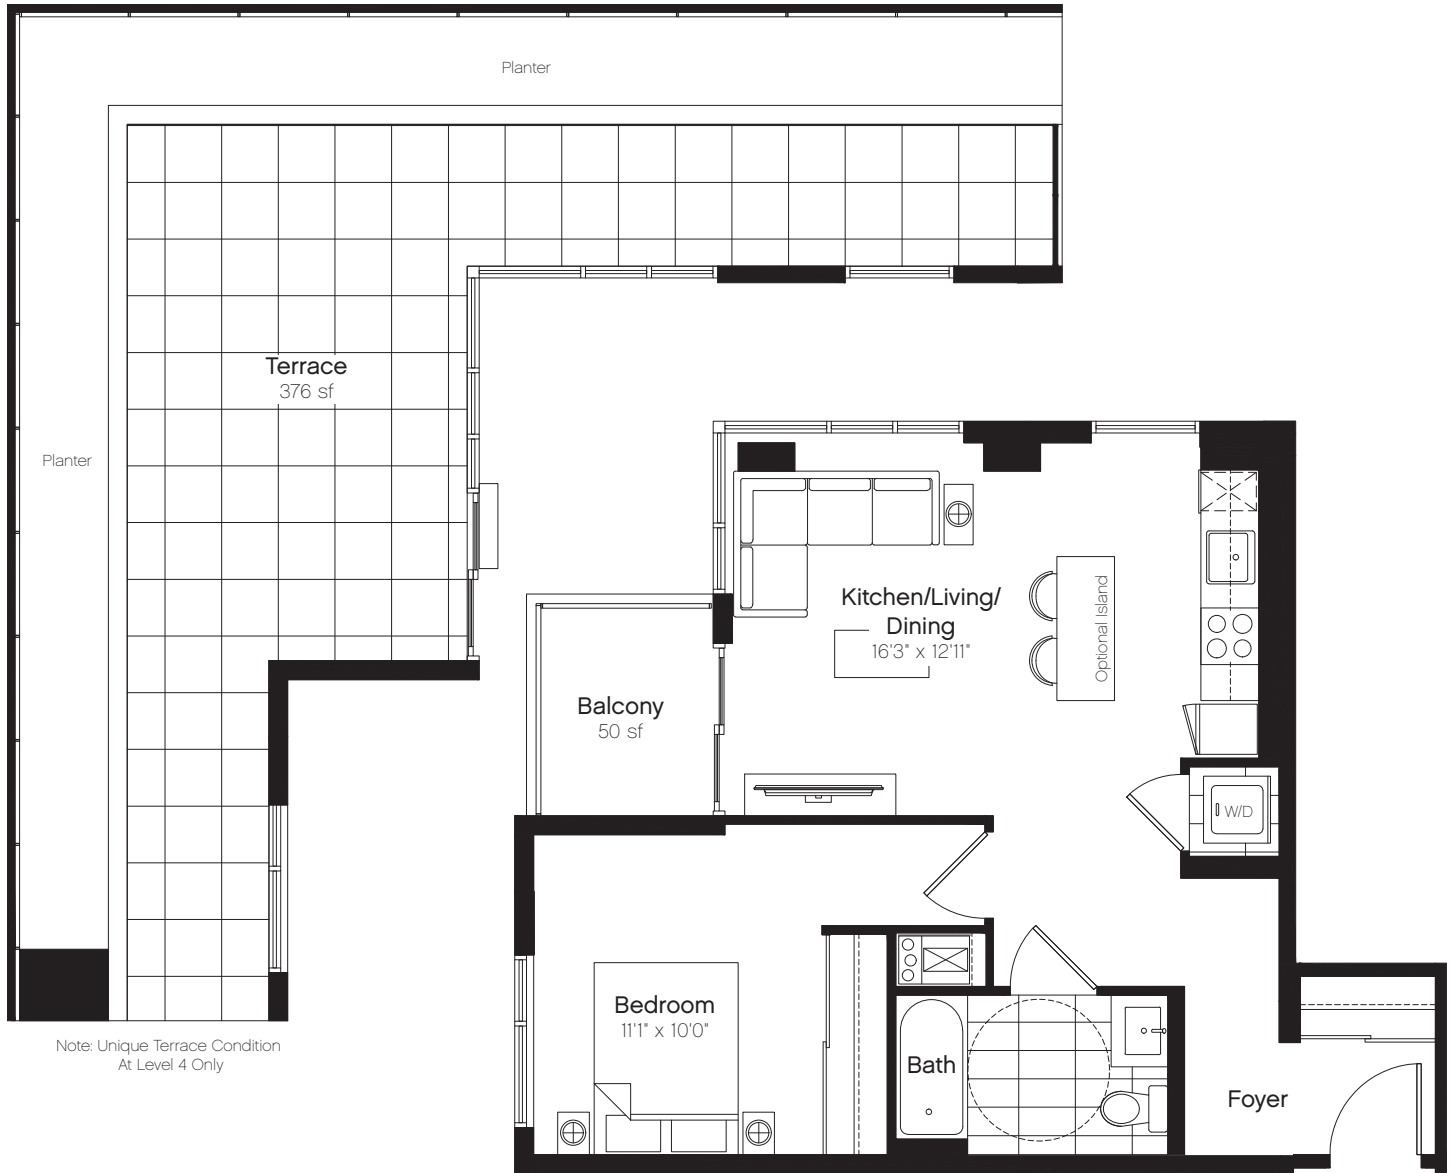 Planter
Terrace
376 sf
Planter
Kitchen/Living/
Dining
16'3" x 12'11"
Optional Island
Balcony
50 sf
W/D
Bedroom
11'1" x 10'0"
Bath
Foyer
Note: Unique Terrace Condition
At Level 4 Only